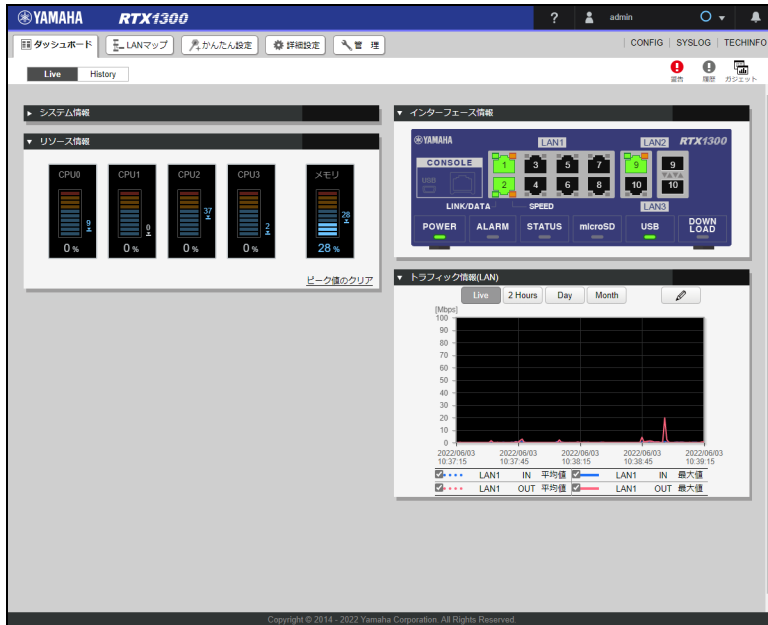 YAMAHA RTX1300 ? admin
ダッシュボード LANマップ かんたん設定 詳細設定 管 理 CONFIG SYSLOG TECHINFO
Live History 警告 履歴 ガジェット
システム情報
リソース情報
CPU0 CPU1 CPU2 CPU3 メモリ
9 0 37 2 28
0 % 0 % 0 % 0 % 28 %
ピーク値のクリア
インターフェース情報
YAMAHA LAN1 LAN2 RTX1300
CONSOLE 1 3 5 7 9 9
USB 2 4 6 8 10 10
LINK/DATA SPEED LAN3
POWER ALARM STATUS microSD USB DOWN LOAD
トラフィック情報(LAN)
Live 2 Hours Day Month
[Mbps]
100
90
80
70
60
50
40
30
20
10
0
2022/06/03 2022/06/03 2022/06/03 2022/06/03 2022/06/03
10:37:15 10:37:45 10:38:15 10:38:45 10:39:15
LAN1 IN 平均値 LAN1 IN 最大値
LAN1 OUT 平均値 LAN1 OUT 最大値
Copyright © 2014 - 2022 Yamaha Corporation. All Rights Reserved.